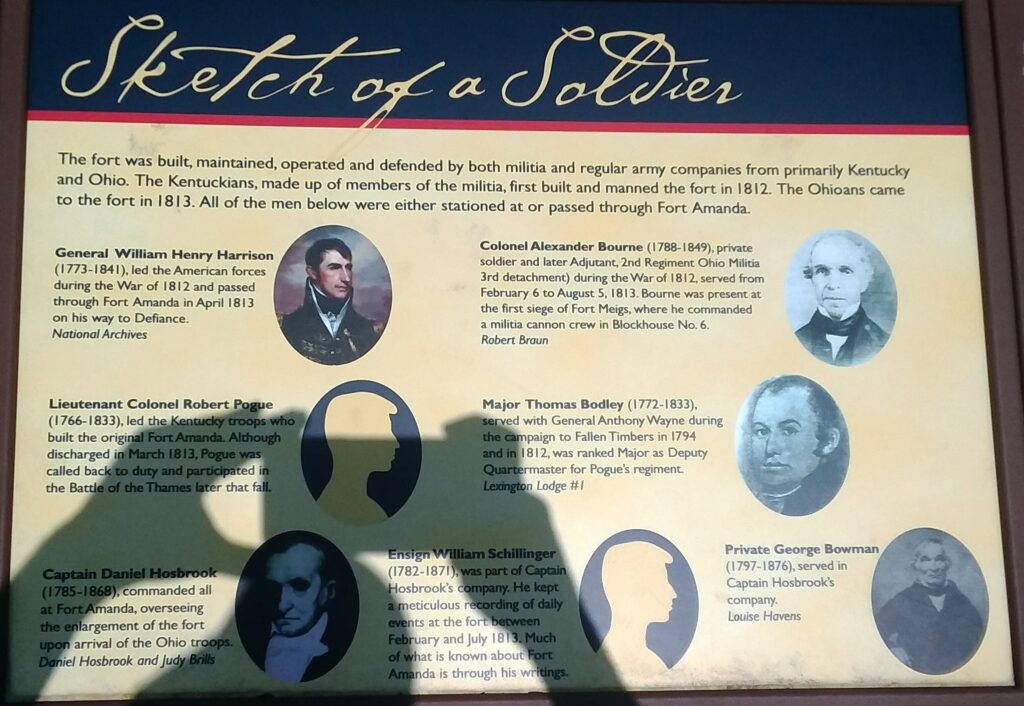 Sketch of a Soldier
The fort was built, maintained, operated and defended by both militia and regular army companies from primarily Kentucky
and Ohio. The Kentuckians, made up of members of the militia, first built and manned the fort in 1812. The Ohioans came
to the fort in 1813. All of the men below were either stationed at or passed through Fort Amanda.
General William Henry Harrison
(1773-1841), led the American forces
during the War of 1812 and passed
through Fort Amanda in April 1813
on his way to Defiance.
National Archives
Colonel Alexander Bourne (1788-1849), private
soldier and later Adjutant, 2nd Regiment Ohio Militia
3rd detachment) during the War of 1812, served from
February 6 to August 5, 1813. Bourne was present at
the first siege of Fort Meigs, where he commanded
a militia cannon crew in Blockhouse No. 6.
Robert Braun
Lieutenant Colonel Robert Pogue
(1766-1833), led the Kentucky troops who
built the original Fort Amanda. Although
discharged in March 1813, Pogue was
called back to duty and participated in
the Battle of the Thames later that fall.
Major Thomas Bodley (1772-1833),
served with General Anthony Wayne during
the campaign to Fallen Timbers in 1794
and in 1812, was ranked Major as Deputy
Quartermaster for Pogue's regiment.
Lexington Lodge #1
Captain Daniel Hosbrook
(1785-1868), commanded all
at Fort Amanda, overseeing
the enlargement of the fort
upon arrival of the Ohio troops.
Daniel Hosbrook and Judy Brills
Ensign William Schillinger
(1782-1871), was part of Captain
Hosbrook's company. He kept
a meticulous recording of daily
events at the fort between
February and July 1813. Much
of what is known about Fort
Amanda is through his writings.
Private George Bowman
(1797-1876), served in
Captain Hosbrook's
company.
Louise Havens